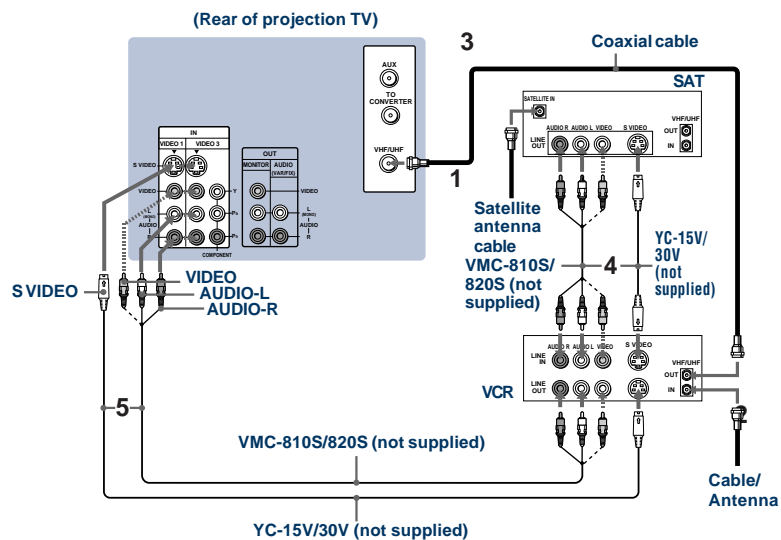 (Rear of projection TV)
3
Coaxial cable
SAT
AUX
TO
CONVERTER
VHF/UHF
1
SATELLITE IN
AUDIO R AUDIO L VIDEO
S VIDEO
LINE
OUT
VHF/UHF
OUT
IN
IN
VIDEO 1 VIDEO 3
S VIDEO
VIDEO
L
(MONO)
AUDIO
R
Y
PB
PR
COMPONENT
OUT
MONITOR AUDIO
(VAR/FIX)
VIDEO
L
(MONO)
AUDIO
R
Satellite
antenna
cable
VMC-810S/
820S (not
supplied)
4
YC-15V/
30V
(not
supplied)
S VIDEO
VIDEO
AUDIO-L
AUDIO-R
AUDIO R AUDIO L VIDEO
S VIDEO
LINE
IN
VHF/UHF
OUT
IN
LINE
OUT
VCR
5
VMC-810S/820S (not supplied)
Cable/
Antenna
YC-15V/30V (not supplied)